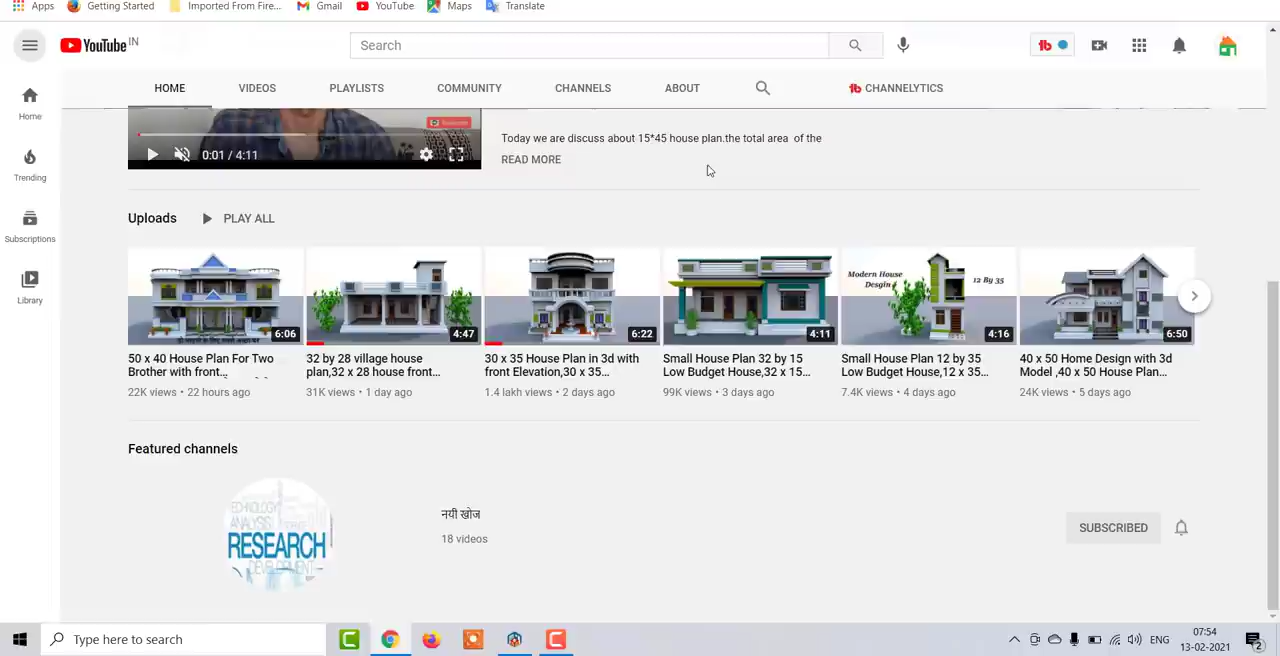 Apps Getting Started Imported From Fire... Gmail YouTube Maps Translate
YouTube IN
Search
HOME VIDEOS PLAYLISTS COMMUNITY CHANNELS ABOUT CHANNELYTICS
Home
Trending
Subscriptions
Library
0:01 / 4:11
Today we are discuss about 15*45 house plan.the total area of the
READ MORE
Uploads PLAY ALL
6:06
50 x 40 House Plan For Two
Brother with front...
22K views • 22 hours ago
4:47
32 by 28 village house
plan,32 x 28 house front...
31K views • 1 day ago
6:22
30 x 35 House Plan in 3d with
front Elevation,30 x 35...
1.4 lakh views • 2 days ago
4:11
Small House Plan 32 by 15
Low Budget House,32 x 15...
99K views • 3 days ago
Modern House
Desgin
12 By 35
4:16
Small House Plan 12 by 35
Low Budget House,12 x 35...
7.4K views • 4 days ago
6:50
40 x 50 Home Design with 3d
Model ,40 x 50 House Plan...
24K views • 5 days ago
Featured channels
TECHNOLOGY
ANALYSIS
RESEARCH
DEVELOPMENT
नयी खोज
18 videos
SUBSCRIBED
Type here to search
ENG
07:54
13-02-2021
2